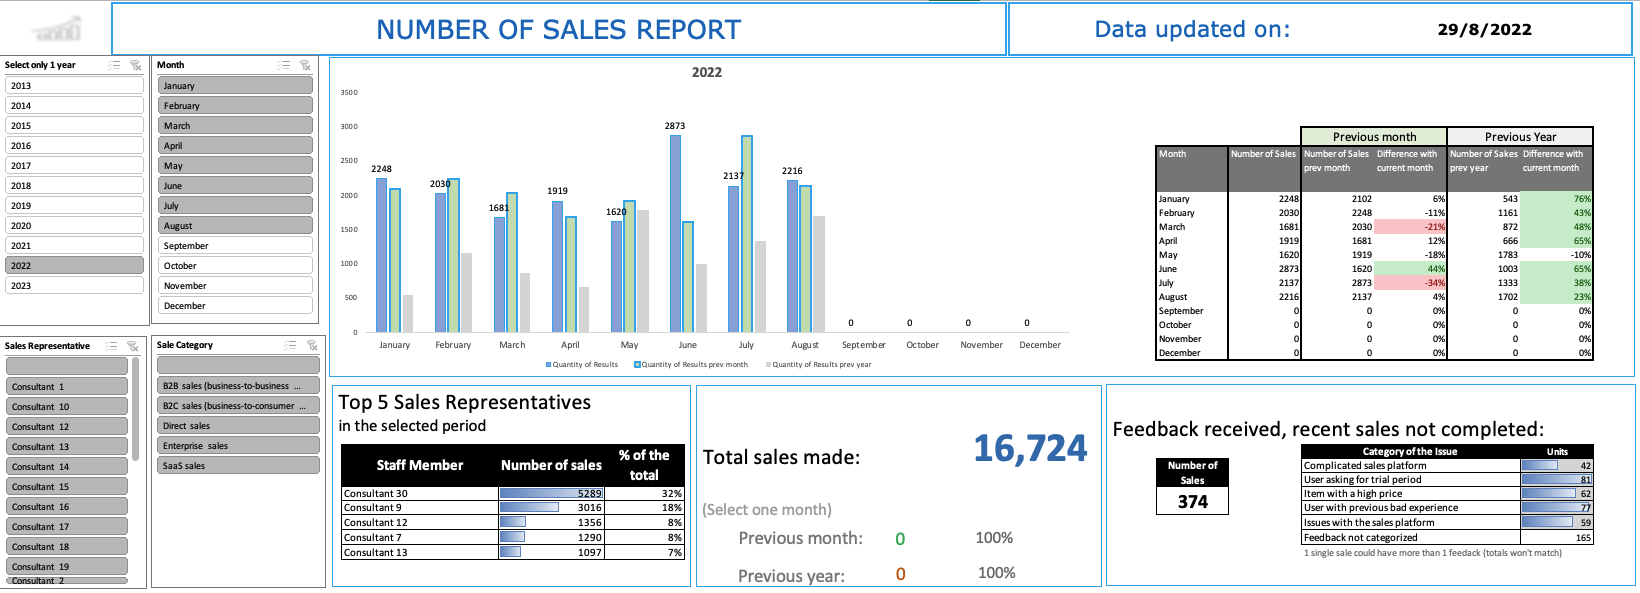 NUMBER OF SALES REPORT
Data updated on:
29/8/2022
Select only 1 year
2013
2014
2015
2016
2017
2018
2019
2020
2021
2022
2023
Month
January
February
March
April
May
June
July
August
September
October
November
December
Sales Representative
Consultant 1
Consultant 10
Consultant 12
Consultant 13
Consultant 14
Consultant 15
Consultant 16
Consultant 17
Consultant 18
Consultant 19
Consultant 2
Sale Category
B2B sales (business-to-business ...
B2C sales (business-to-consumer ...
Direct sales
Enterprise sales
SaaS sales
2022
3500
3000
2500
2000
1500
1000
500
0
2248
2030
1681
1919
1620
2873
2137
2216
0
0
0
0
January February March April May June July August September October November December
Quantity of Results Quantity of Results prev month Quantity of Results prev year
Previous month Previous Year
Month Number of Sales Number of Sales Difference with Number of Sakes Difference with
prev month current month prev year current month
January 2248 2102 6% 543 76%
February 2030 2248 -11% 1161 43%
March 1681 2030 -21% 872 48%
April 1919 1681 12% 666 65%
May 1620 1919 -18% 1783 -10%
June 2873 1620 44% 1003 65%
July 2137 2873 -34% 1333 38%
August 2216 2137 4% 1702 23%
September 0 0 0% 0 0%
October 0 0 0% 0 0%
November 0 0 0% 0 0%
December 0 0 0% 0 0%
Top 5 Sales Representatives
in the selected period
Staff Member Number of sales % of the
total
Consultant 30 5289 32%
Consultant 9 3016 18%
Consultant 12 1356 8%
Consultant 7 1290 8%
Consultant 13 1097 7%
Total sales made: 16,724
(Select one month)
Previous month: 0 100%
Previous year: 0 100%
Feedback received, recent sales not completed:
Number of
Sales
374
Category of the Issue Units
Complicated sales platform 42
User asking for trial period 81
Item with a high price 62
User with previous bad experience 77
Issues with the sales platform 59
Feedback not categorized 165
1 single sale could have more than 1 feedack (totals won't match)